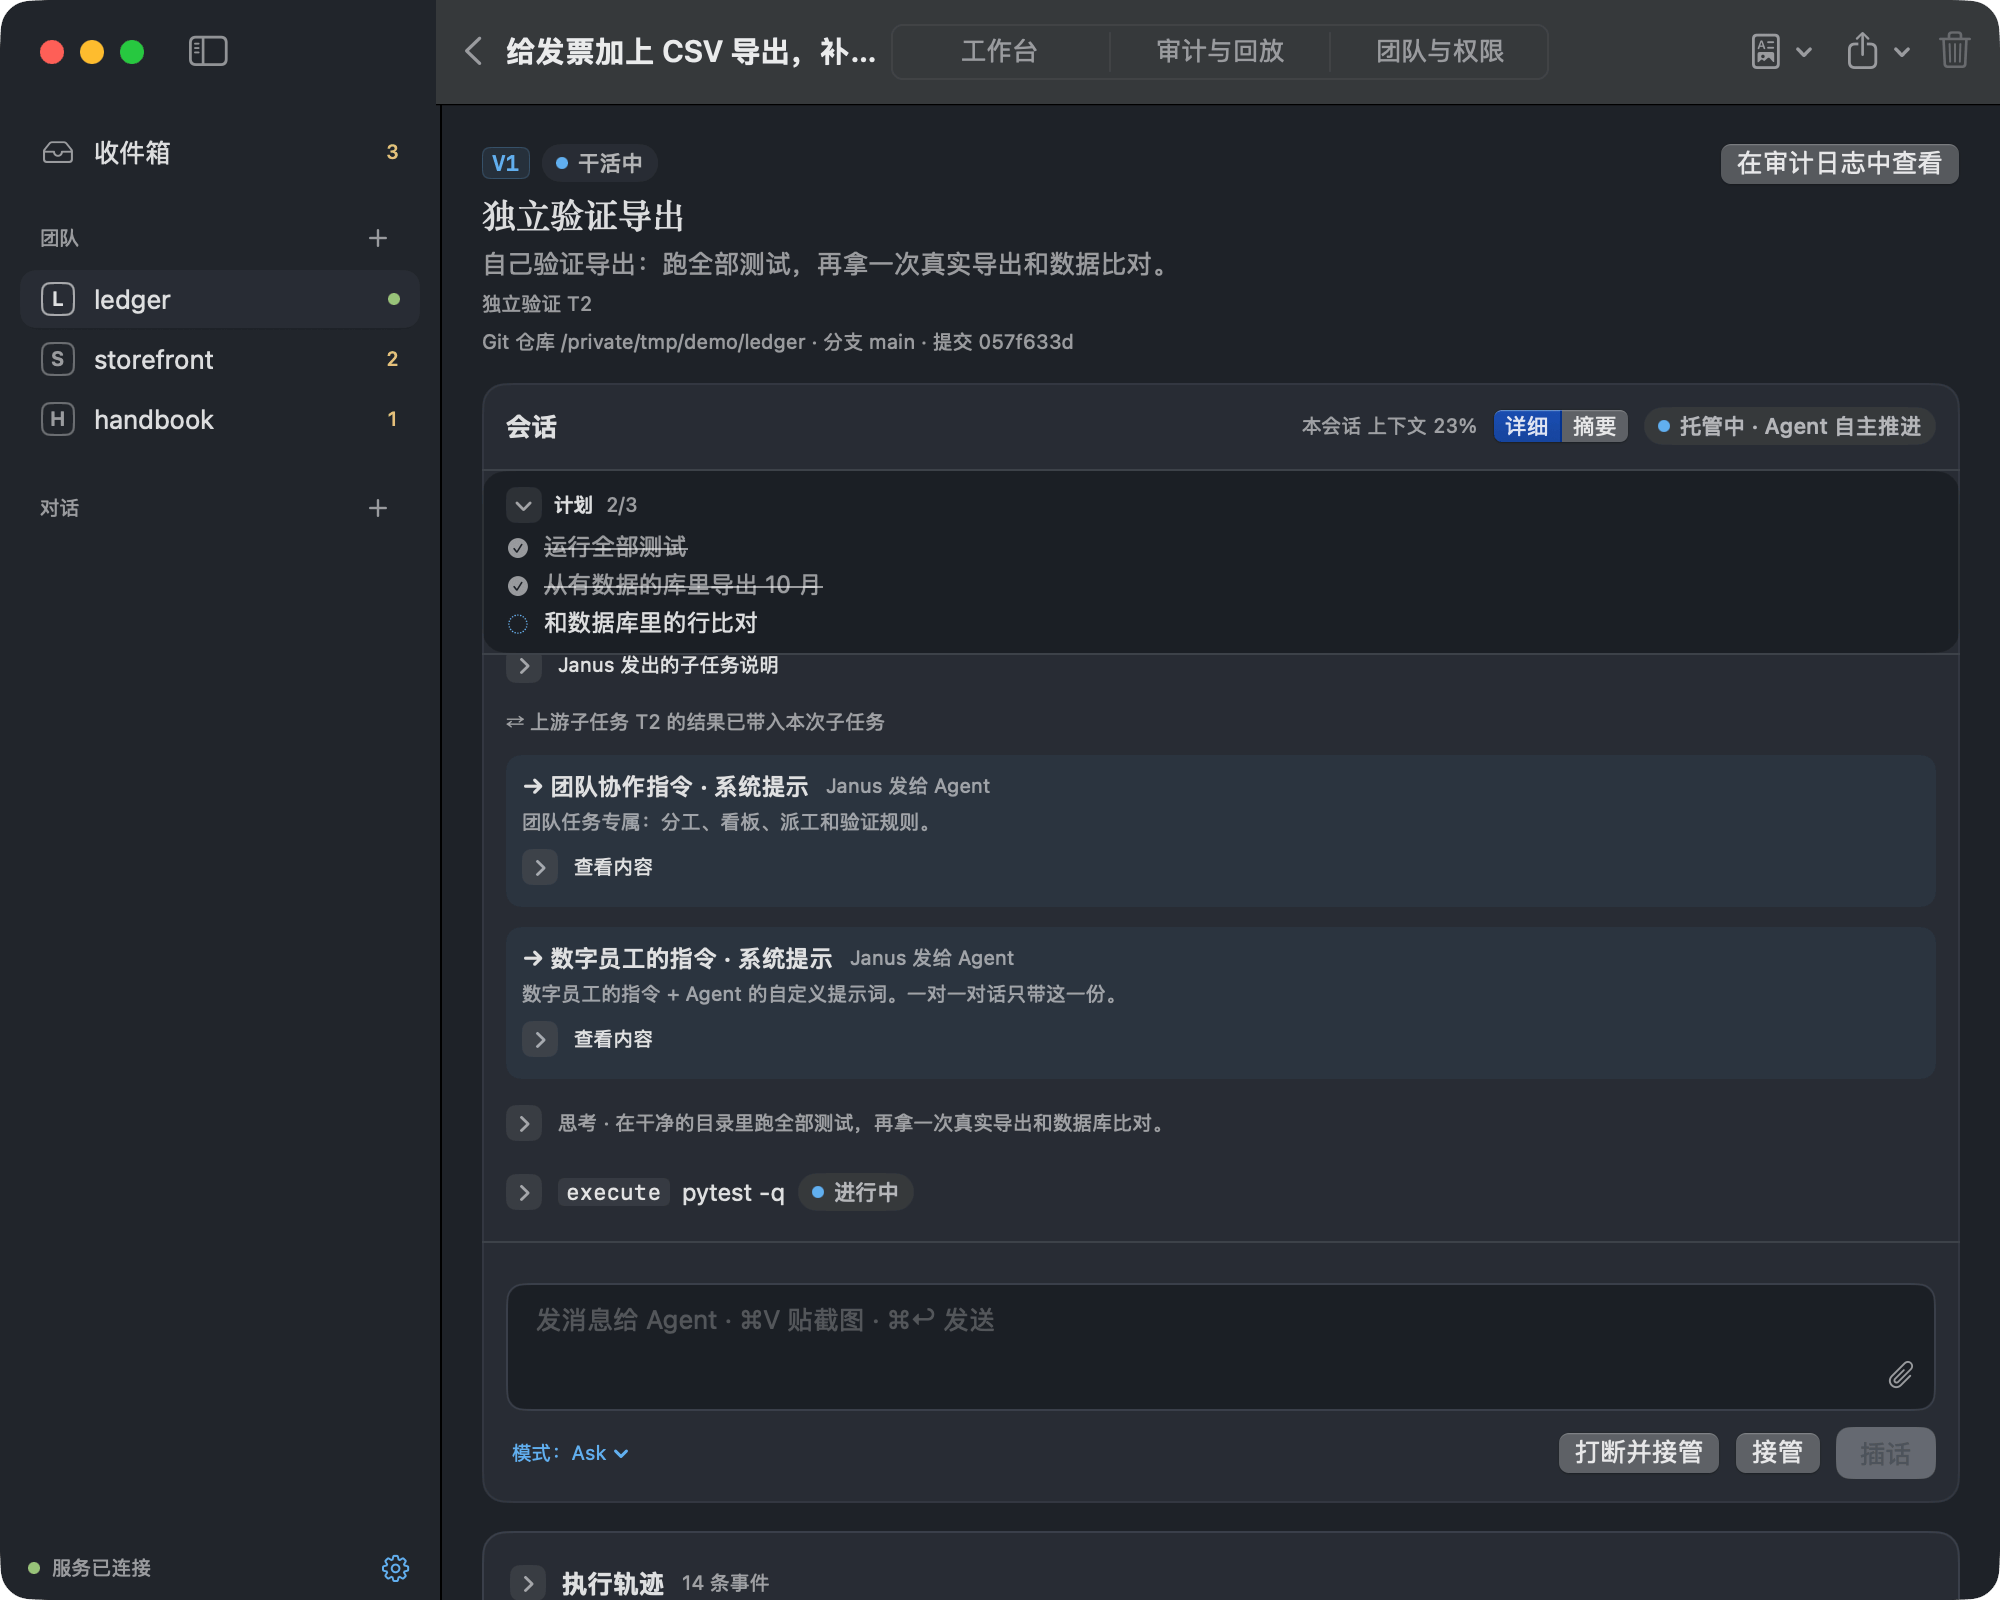 给发票加上 CSV 导出，补…
工作台
审计与回放
团队与权限
收件箱 3
团队
L ledger
S storefront 2
H handbook 1
对话
服务已连接
V1 干活中
在审计日志中查看
独立验证导出
自己验证导出：跑全部测试，再拿一次真实导出和数据比对。
独立验证 T2
Git 仓库 /private/tmp/demo/ledger · 分支 main · 提交 057f633d
会话
本会话 上下文 23%
详细 摘要
托管中 · Agent 自主推进
计划 2/3
运行全部测试
从有数据的库里导出 10 月
和数据库里的行比对
Janus 发出的子任务说明
⇄ 上游子任务 T2 的结果已带入本次子任务
→ 团队协作指令 · 系统提示 Janus 发给 Agent
团队任务专属：分工、看板、派工和验证规则。
查看内容
→ 数字员工的指令 · 系统提示 Janus 发给 Agent
数字员工的指令 + Agent 的自定义提示词。一对一对话只带这一份。
查看内容
思考 · 在干净的目录里跑全部测试，再拿一次真实导出和数据库比对。
execute pytest -q 进行中
发消息给 Agent · ⌘V 贴截图 · ⌘↩ 发送
模式： Ask
打断并接管 接管 插话
执行轨迹 14 条事件